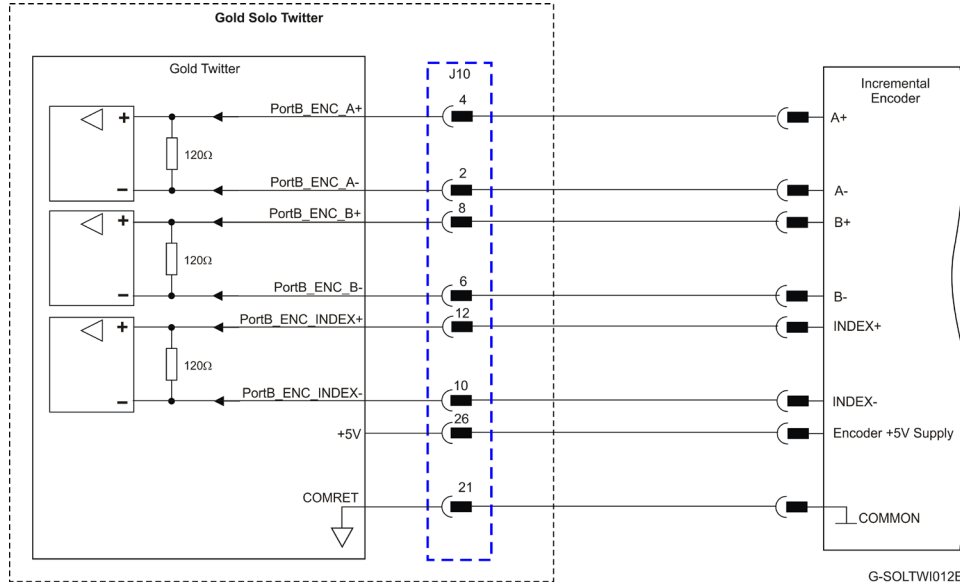 Gold Solo Twitter
Gold Twitter
J10
Incremental
Encoder
+
PortB_ENC_A+
4
A+
120Ω
−
PortB_ENC_A-
2
A-
+
PortB_ENC_B+
8
B+
120Ω
−
PortB_ENC_B-
6
B-
+
PortB_ENC_INDEX+
12
INDEX+
120Ω
−
PortB_ENC_INDEX-
10
INDEX-
+5V
26
Encoder +5V Supply
COMRET
21
COMMON